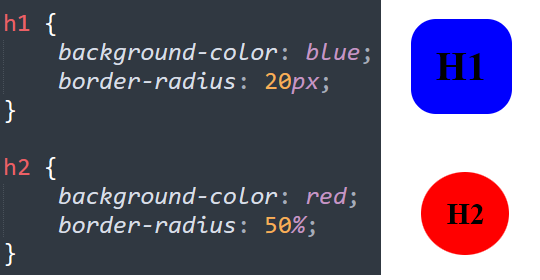 h1 {
background-color: blue;
border-radius: 20px;
}
h2 {
background-color: red;
border-radius: 50%;
}
H1
H2